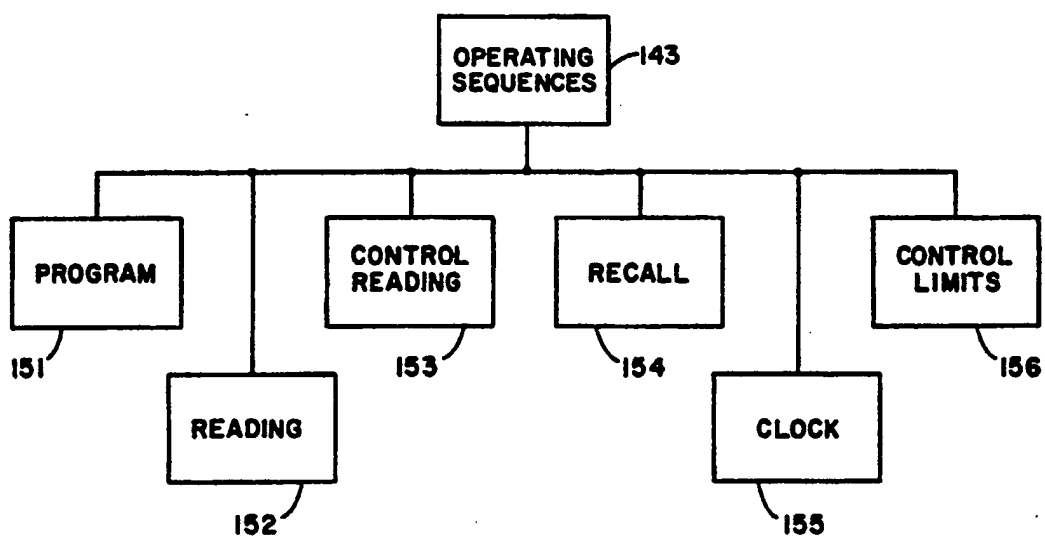 OPERATING
SEQUENCES
143
PROGRAM
151
READING
152
CONTROL
READING
153
RECALL
154
CLOCK
155
CONTROL
LIMITS
156